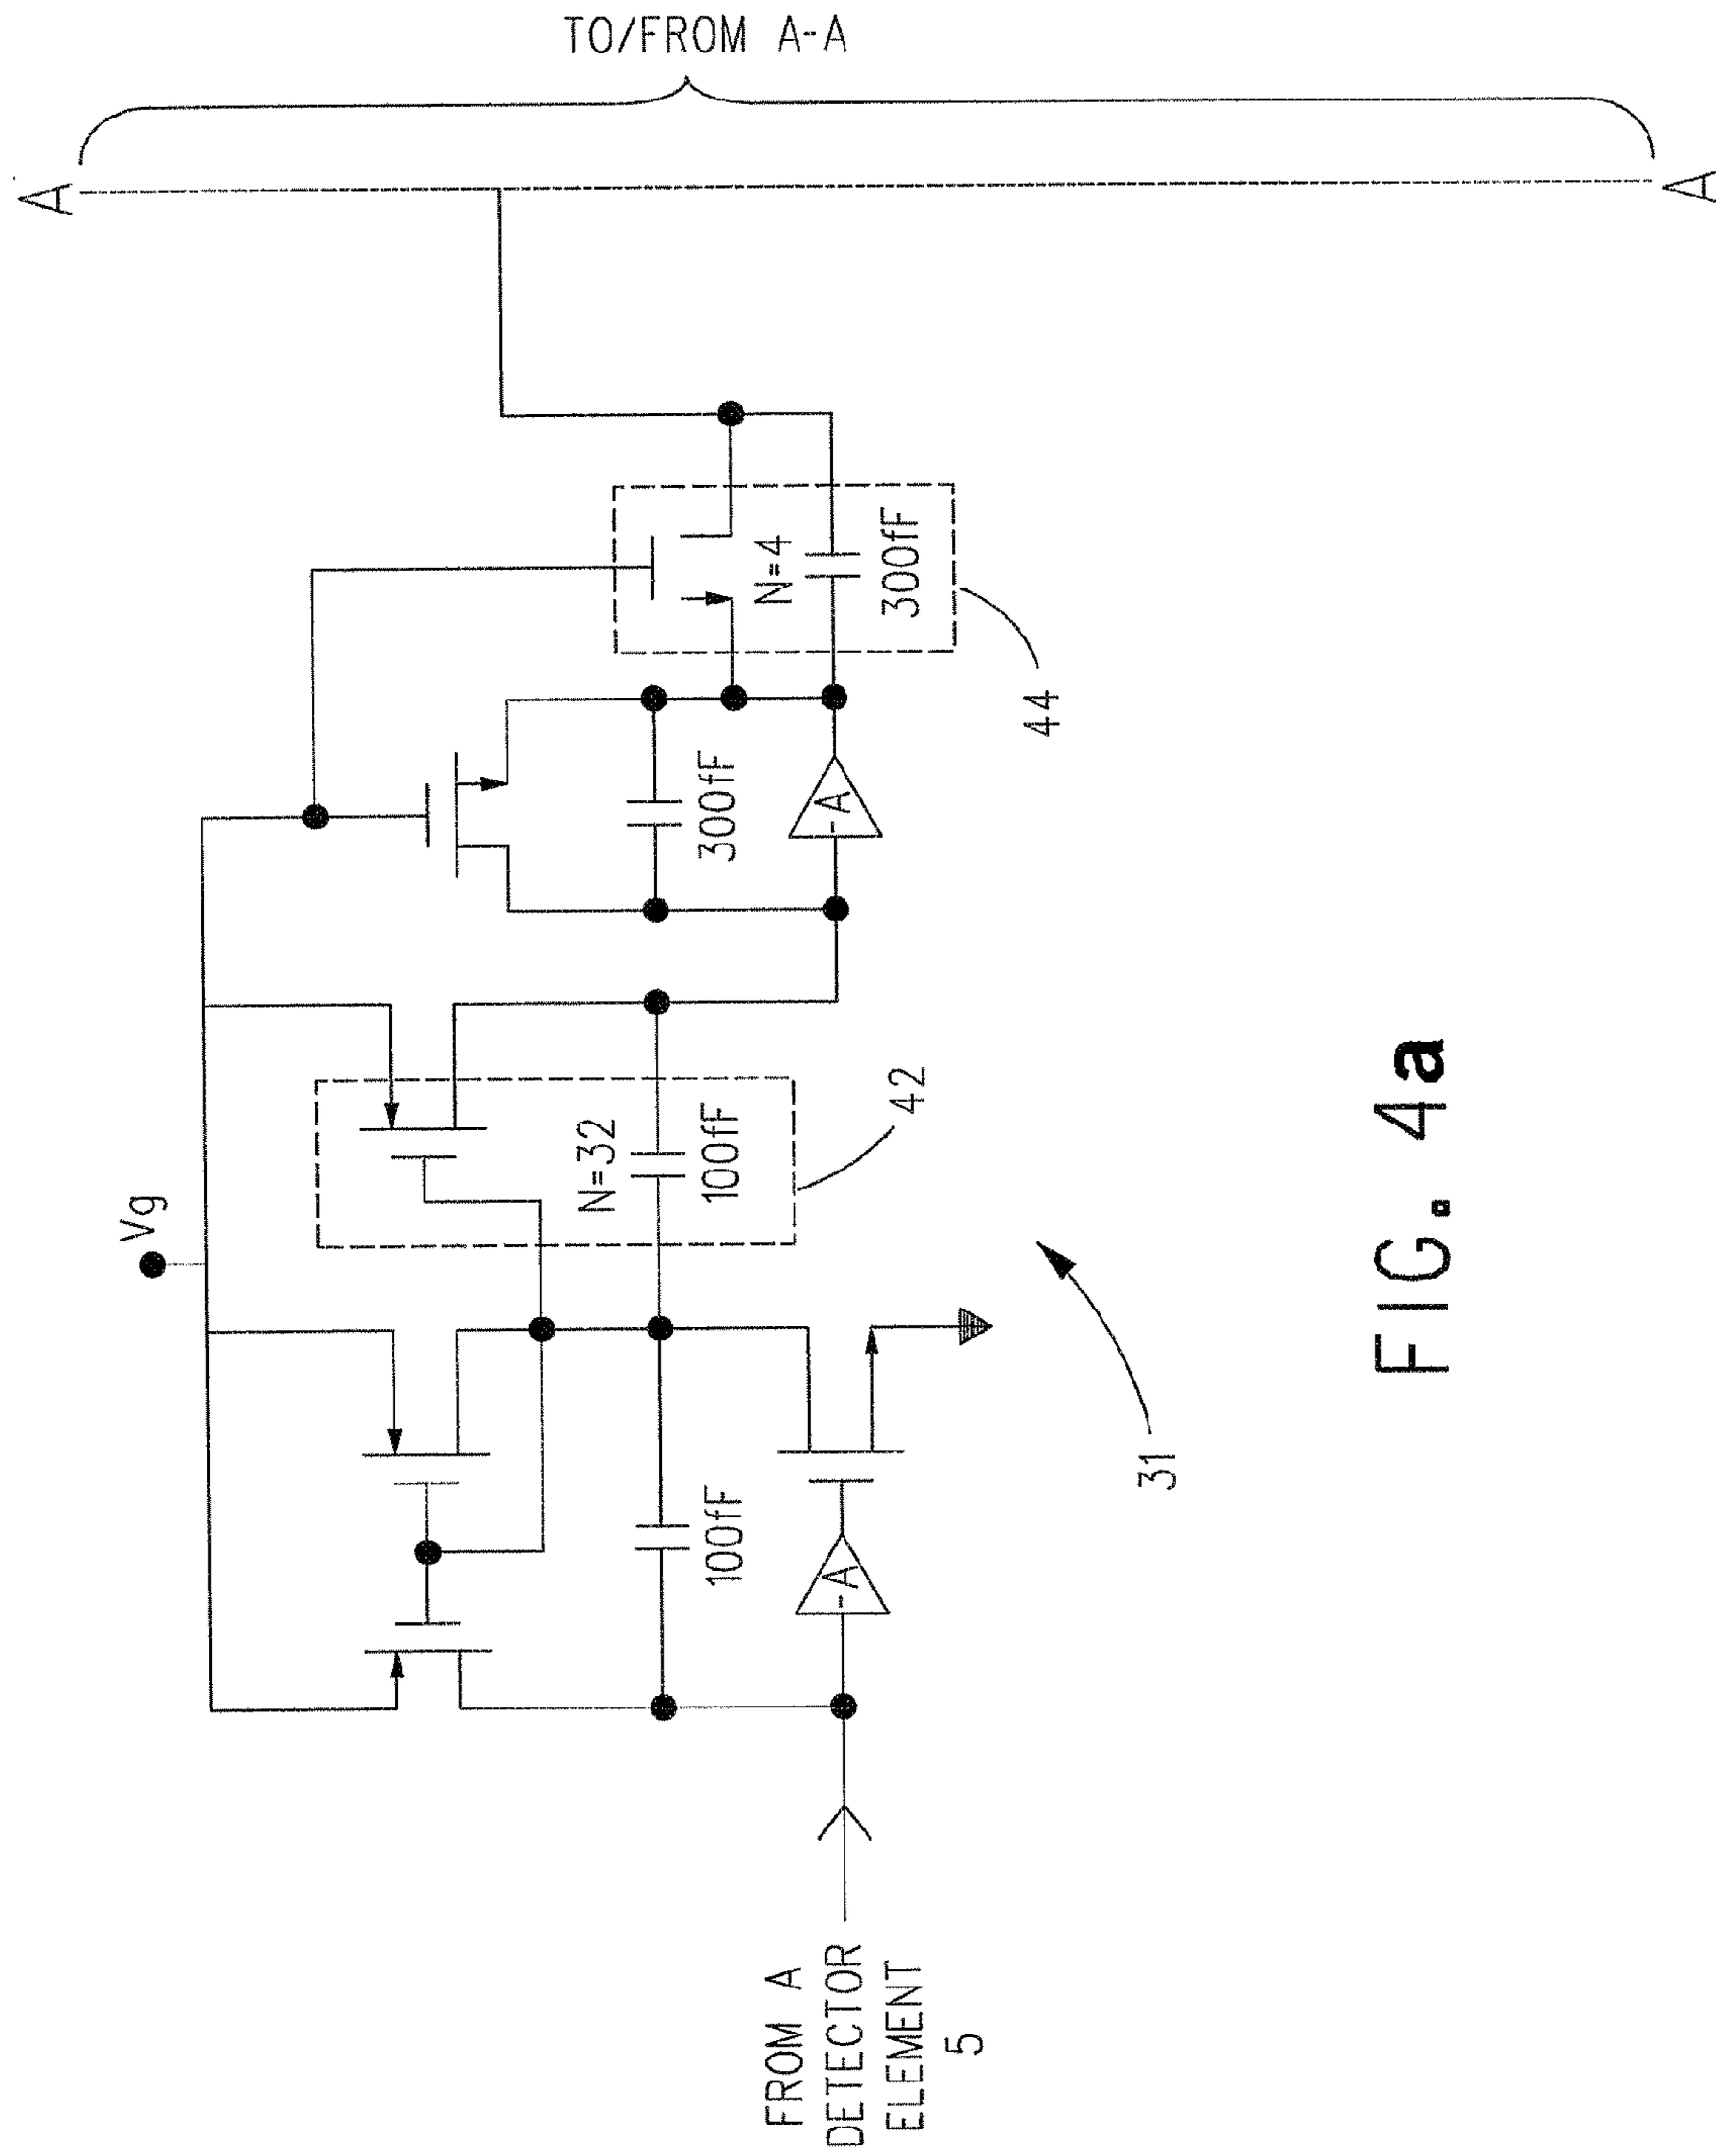 TO/FROM A-A
A
A
Vg
N=4
300fF
44
300fF
-A
N=32
100fF
42
100fF
-A
31
FROM A
DETECTOR
ELEMENT
5
FIG. 4a